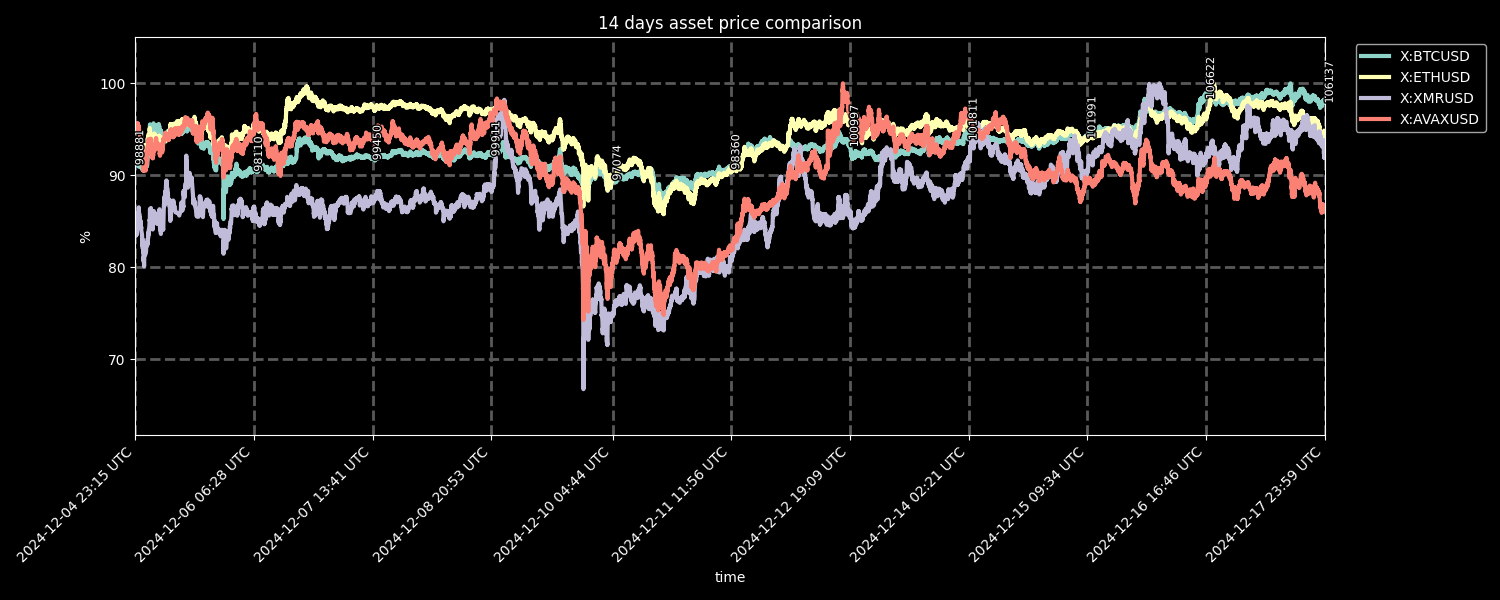 14 days asset price comparison
X:BTCUSD
X:ETHUSD
X:XMRUSD
X:AVAXUSD
100
90
80
70
%
98110
99450
97074
98360
100997
101811
101991
106622
106137
2024-12-04 23:15 UTC
2024-12-06 06:28 UTC
2024-12-07 13:41 UTC
2024-12-08 20:53 UTC
2024-12-10 04:44 UTC
2024-12-11 11:56 UTC
2024-12-12 19:09 UTC
2024-12-14 02:21 UTC
2024-12-15 09:34 UTC
2024-12-16 16:46 UTC
2024-12-17 23:59 UTC
time